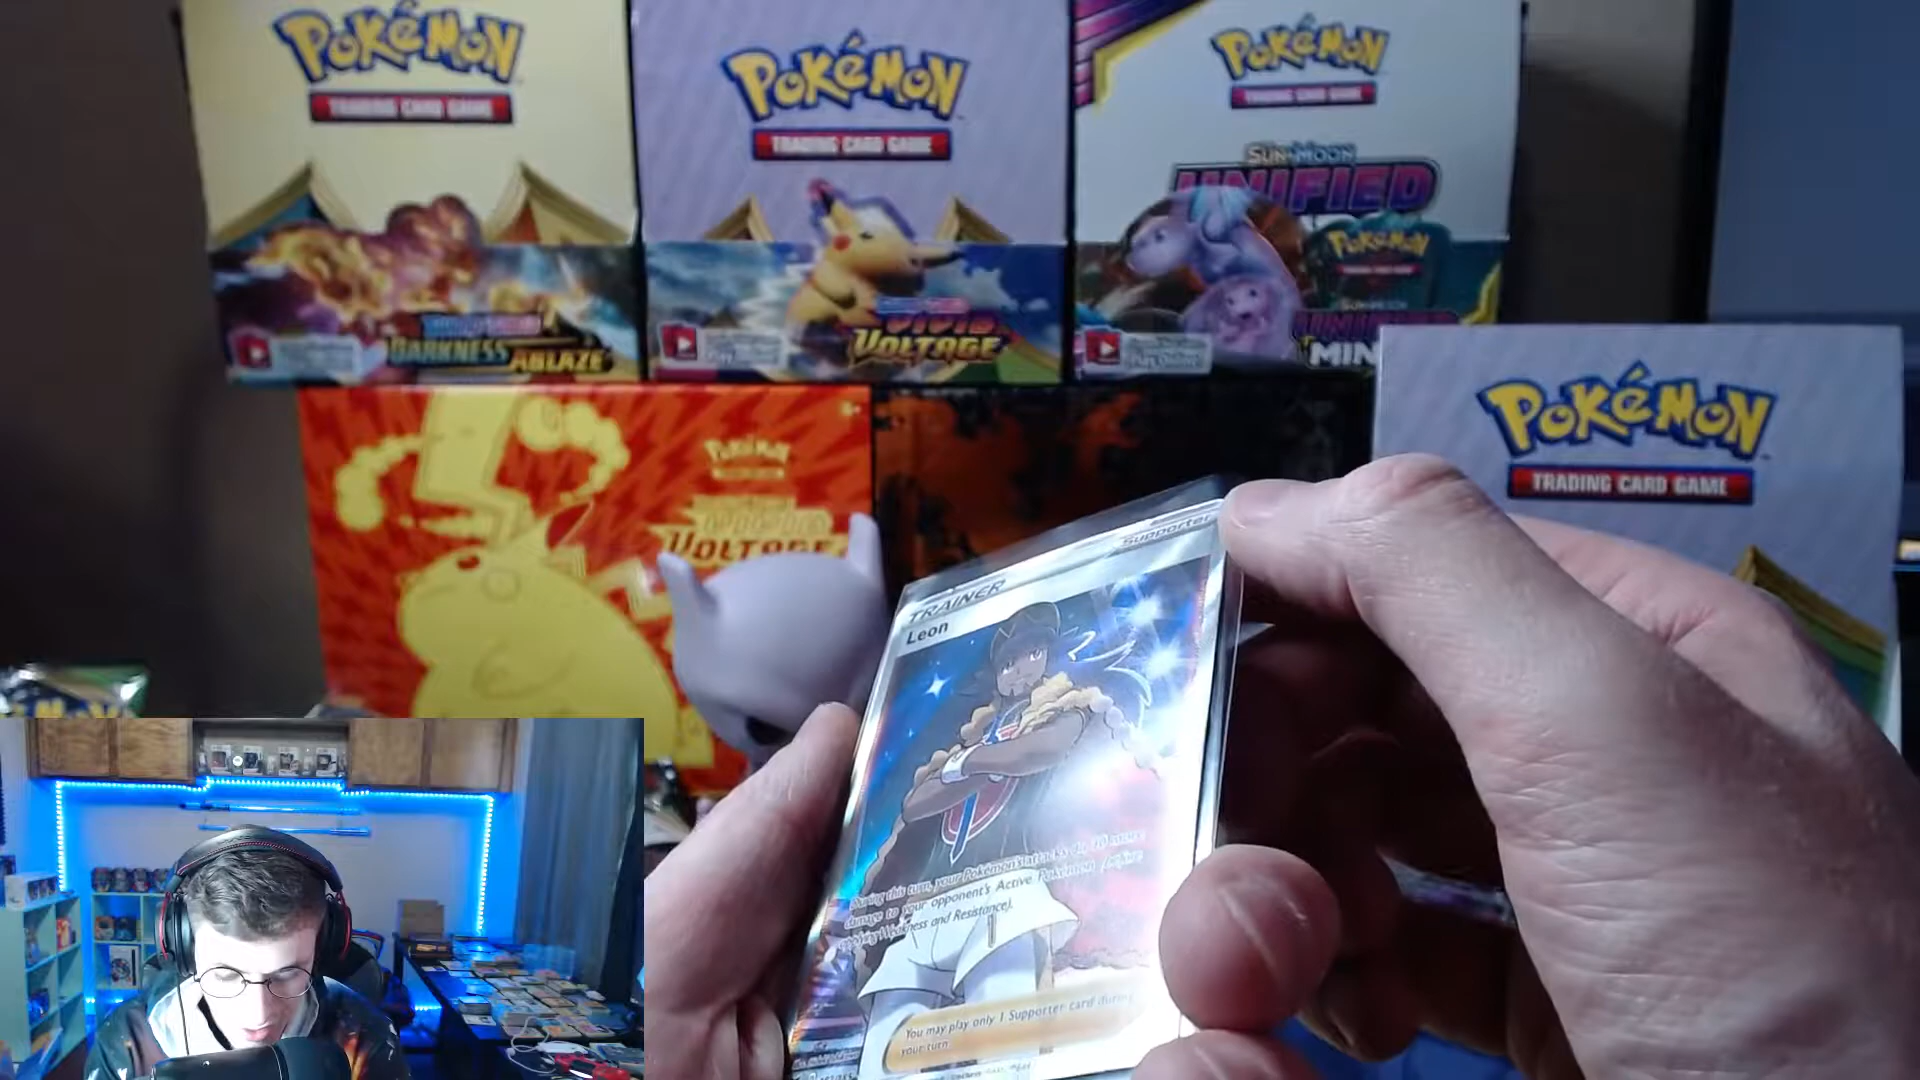 POKéMON
TRADING CARD GAME
DARKNESS ABLAZE
POKéMON
TRADING CARD GAME
VIVID
VOLTAGE
POKéMON
TRADING CARD GAME
SUN & MOON
UNIFIED
POKéMON
UNIFIED
MIN
Pokémon
VOLTAGE
POKéMON
TRADING CARD GAME
TRAINER
Supporter
Leon
During this turn, your Pokémon's attacks do 30 more
damage to your opponent's Active Pokémon (before
applying Weakness and Resistance).
You may play only 1 Supporter card during
your turn.